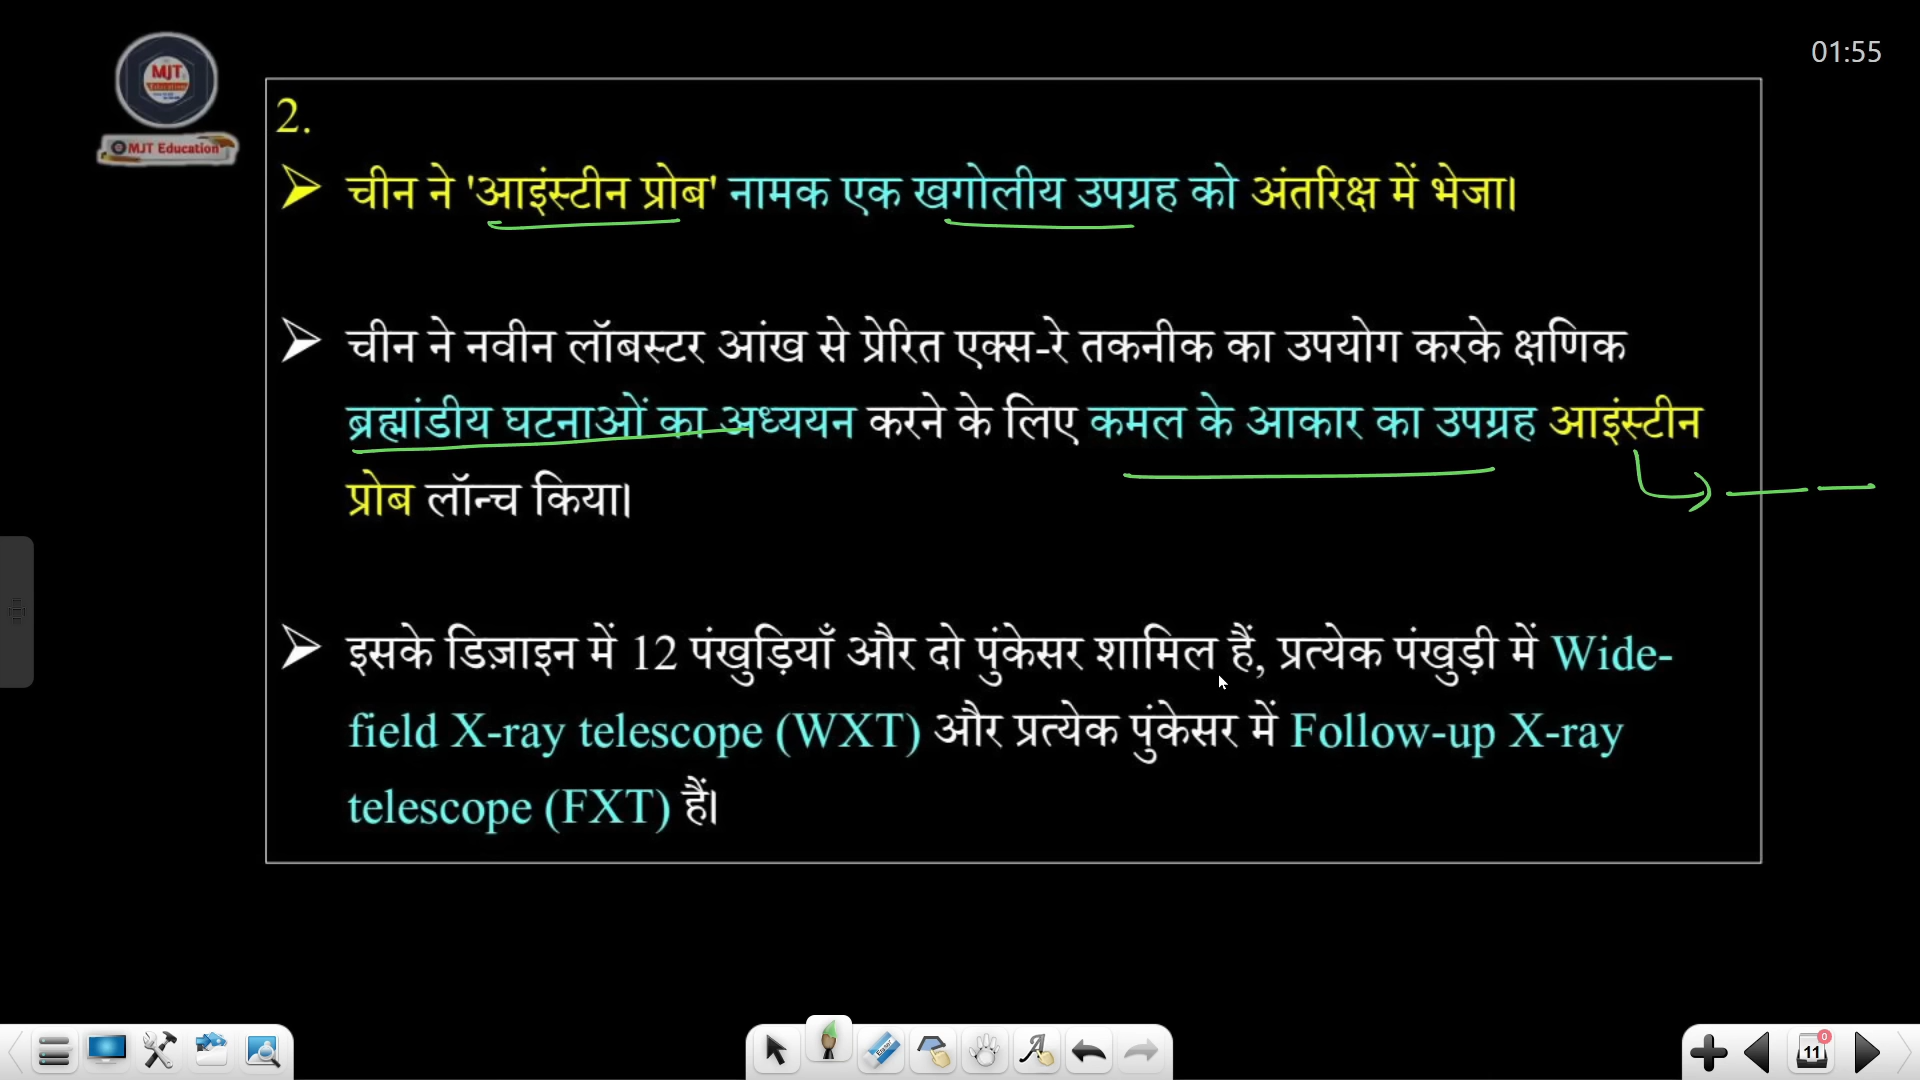 01:55
MJT
MJT Education
2.
चीन ने 'आइंस्टीन प्रोब' नामक एक खगोलीय उपग्रह को अंतरिक्ष में भेजा।
चीन ने नवीन लॉबस्टर आंख से प्रेरित एक्स-रे तकनीक का उपयोग करके क्षणिक
ब्रह्मांडीय घटनाओं का अध्ययन करने के लिए कमल के आकार का उपग्रह आइंस्टीन
प्रोब लॉन्च किया।
इसके डिज़ाइन में 12 पंखुड़ियाँ और दो पुंकेसर शामिल हैं, प्रत्येक पंखुड़ी में Wide-
field X-ray telescope (WXT) और प्रत्येक पुंकेसर में Follow-up X-ray
telescope (FXT) हैं।
11
0